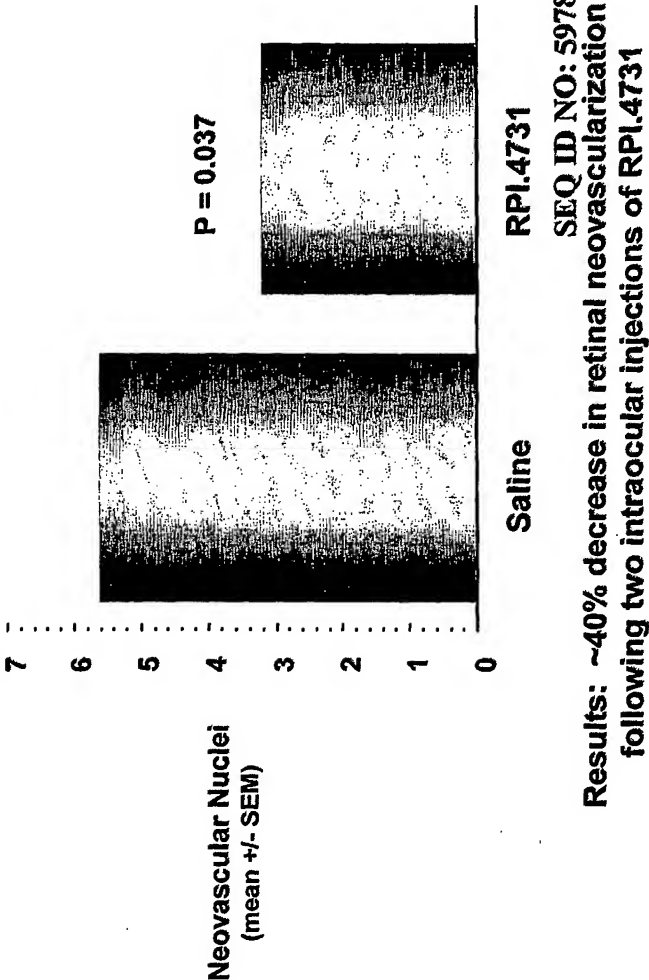 7
6
5
4
3
2
1
0
Neovascular Nuclei
(mean +/- SEM)
P = 0.037
Saline
RPI.4731
SEQ ID NO: 5978
Results: ~40% decrease in retinal neovascularization
following two intraocular injections of RPI.4731